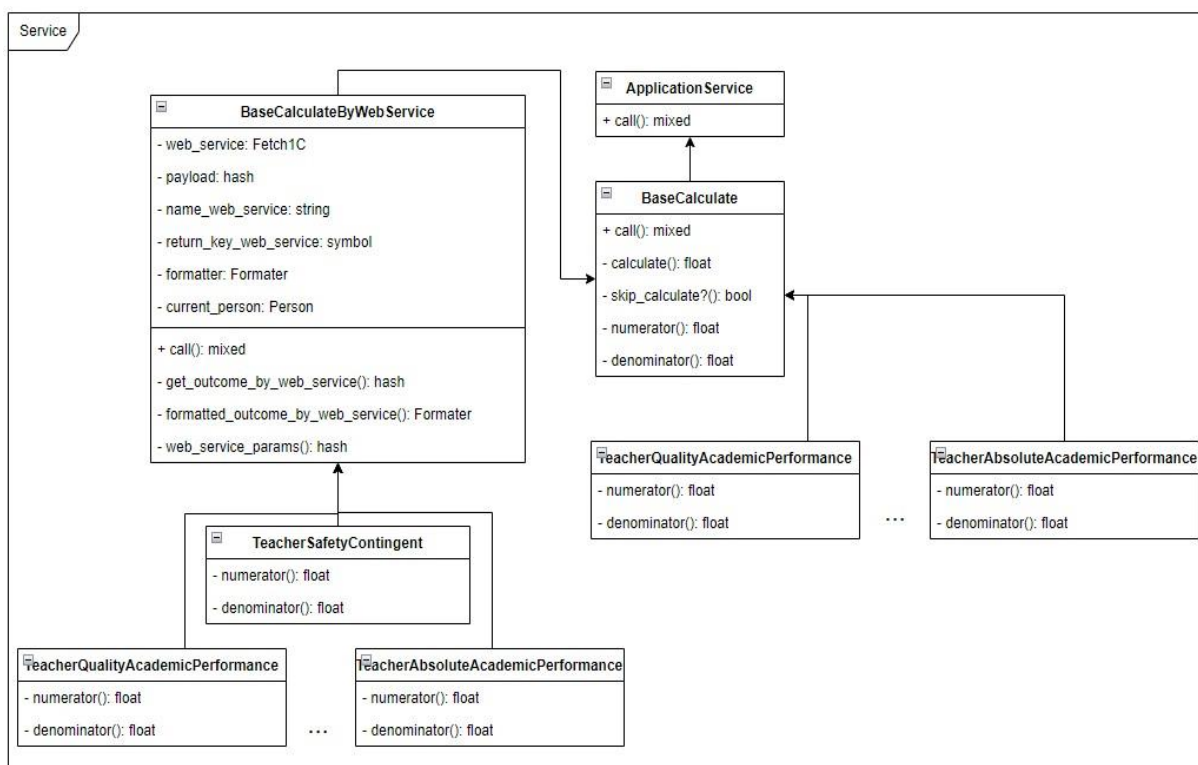 Service
BaseCalculateByWebService
- web_service: Fetch1C
- payload: hash
- name_web_service: string
- return_key_web_service: symbol
- formatter: Formater
- current_person: Person
+ call(): mixed
- get_outcome_by_web_service(): hash
- formatted_outcome_by_web_service(): Formater
- web_service_params(): hash
ApplicationService
+ call(): mixed
BaseCalculate
+ call(): mixed
- calculate(): float
- skip_calculate?(): bool
- numerator(): float
- denominator(): float
TeacherQualityAcademicPerformance
- numerator(): float
- denominator(): float
...
TeacherAbsoluteAcademicPerformance
- numerator(): float
- denominator(): float
TeacherSafetyContingent
- numerator(): float
- denominator(): float
TeacherQualityAcademicPerformance
- numerator(): float
- denominator(): float
...
TeacherAbsoluteAcademicPerformance
- numerator(): float
- denominator(): float